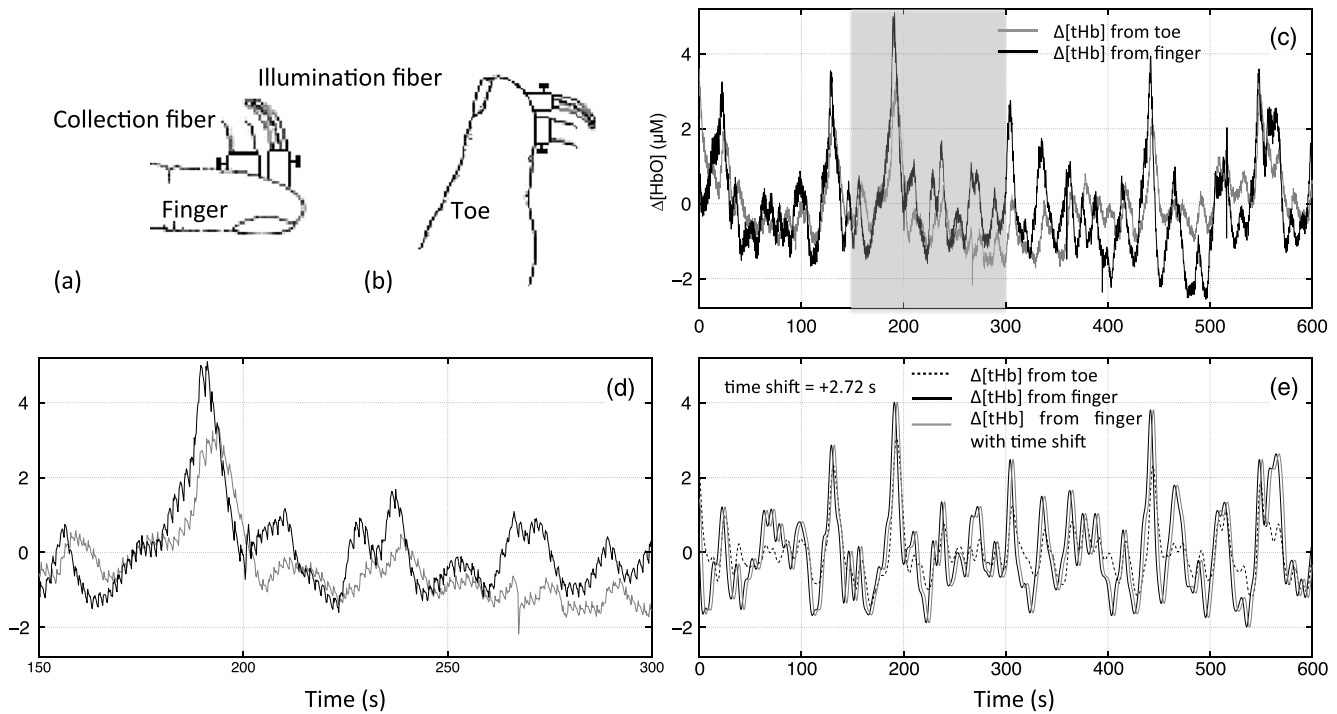 Illumination fiber
Collection fiber
Finger
Toe
(a)
(b)
Δ[tHb] from toe
Δ[tHb] from finger
(c)
Δ[HbO] (μM)
4
2
0
−2
0 100 200 300 400 500 600
(d)
4
2
0
−2
150 200 250 300
Time (s)
time shift = +2.72 s
Δ[tHb] from toe
Δ[tHb] from finger
Δ[tHb] from finger
with time shift
(e)
4
2
0
−2
0 100 200 300 400 500 600
Time (s)